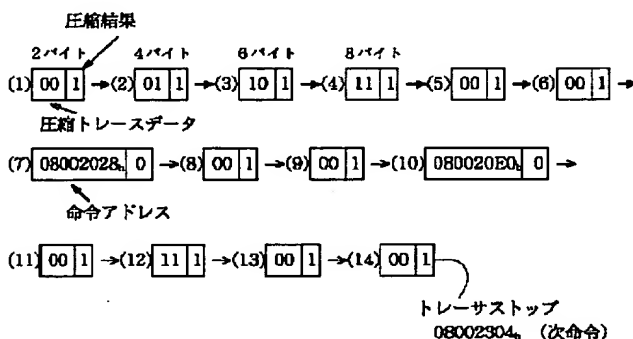 圧縮結果
2バイト 4バイト 6バイト 8バイト
(1) 00 1 → (2) 01 1 → (3) 10 1 → (4) 11 1 → (5) 00 1 → (6) 00 1 →
圧縮トレースデータ
(7) 08002028h 0 → (8) 00 1 → (9) 00 1 → (10) 080020E0h 0 →
命令アドレス
(11) 00 1 → (12) 11 1 → (13) 00 1 → (14) 00 1
トレーサストップ
08002304h (次命令)